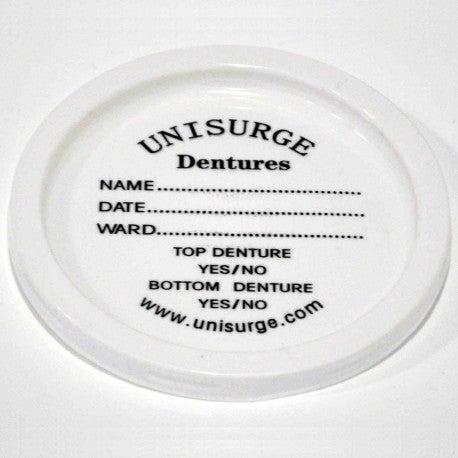 UNISURGE
Dentures
NAME..................................
DATE...................................
WARD..................................
TOP DENTURE
YES/NO
BOTTOM DENTURE
YES/NO
www.unisurge.com